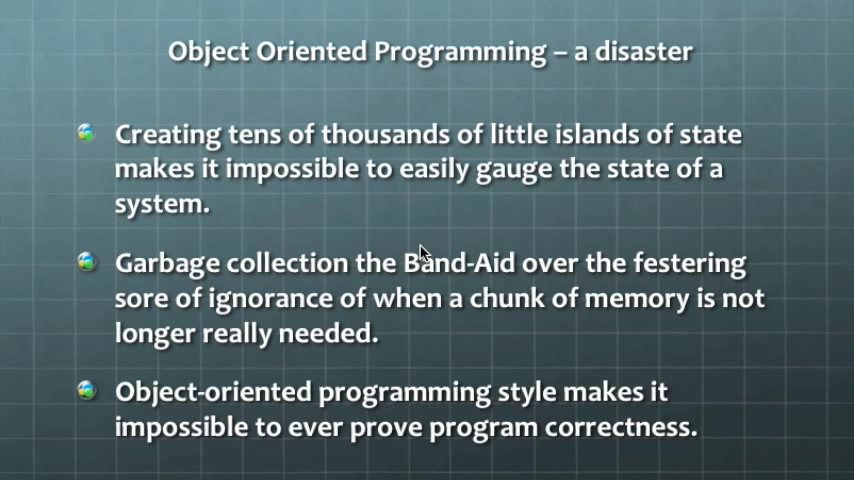 Object Oriented Programming – a disaster
Creating tens of thousands of little islands of state
makes it impossible to easily gauge the state of a
system.
Garbage collection the Band-Aid over the festering
sore of ignorance of when a chunk of memory is not
longer really needed.
Object-oriented programming style makes it
impossible to ever prove program correctness.